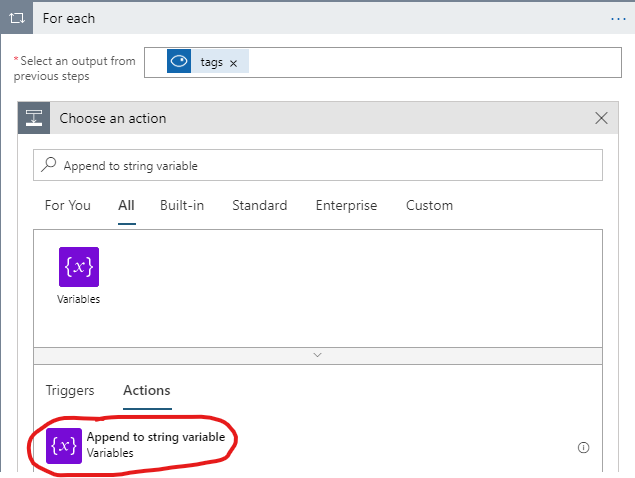 For each
...
*Select an output from
previous steps
tags ×
Choose an action
Append to string variable
For You All Built-in Standard Enterprise Custom
{x}
Variables
Triggers Actions
{x} Append to string variable
Variables